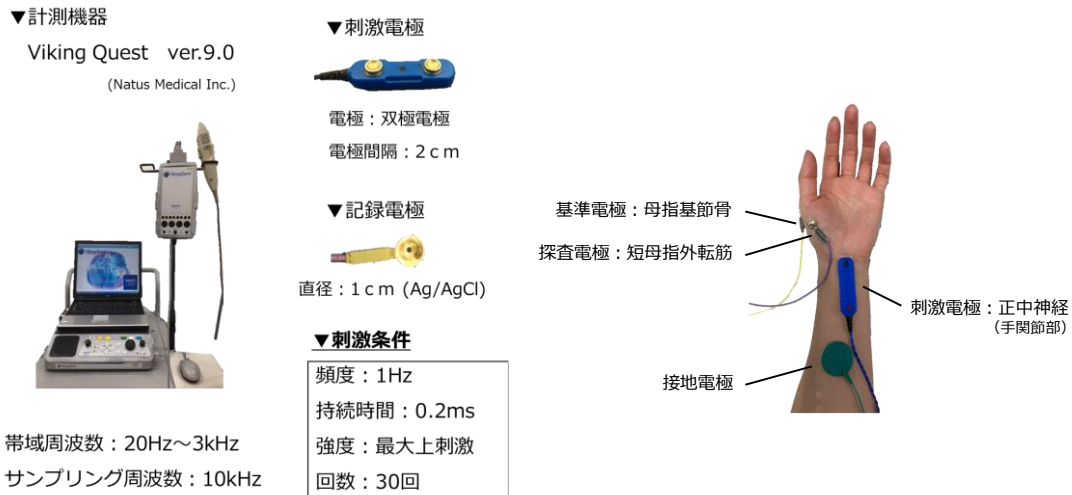 ▼計測機器
Viking Quest ver.9.0
(Natus Medical Inc.)
▼刺激電極
電極：双極電極
電極間隔：2ｃｍ
▼記録電極
直径：1ｃｍ (Ag/AgCl)
▼刺激条件
頻度：1Hz
持続時間：0.2ms
強度：最大上刺激
回数：30回
帯域周波数：20Hz～3kHz
サンプリング周波数：10kHz
基準電極：母指基節骨
探査電極：短母指外転筋
刺激電極：正中神経
（手関節部）
接地電極